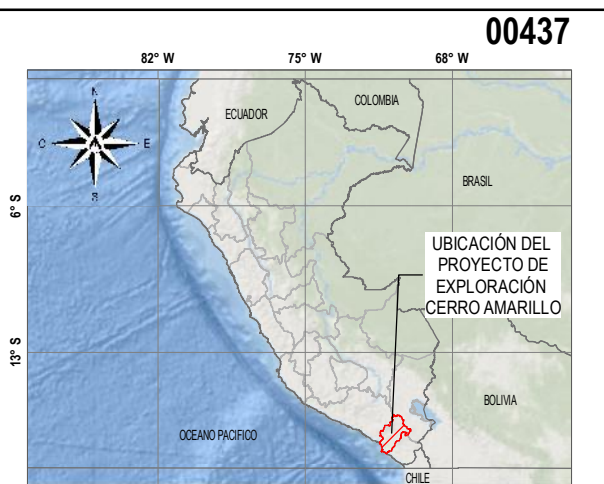 00437
82° W
75° W
68° W
N
O
E
S
ECUADOR
COLOMBIA
BRASIL
6° S
UBICACIÓN DEL
PROYECTO DE
EXPLORACIÓN
CERRO AMARILLO
13° S
BOLIVIA
OCEANO PACIFICO
CHILE